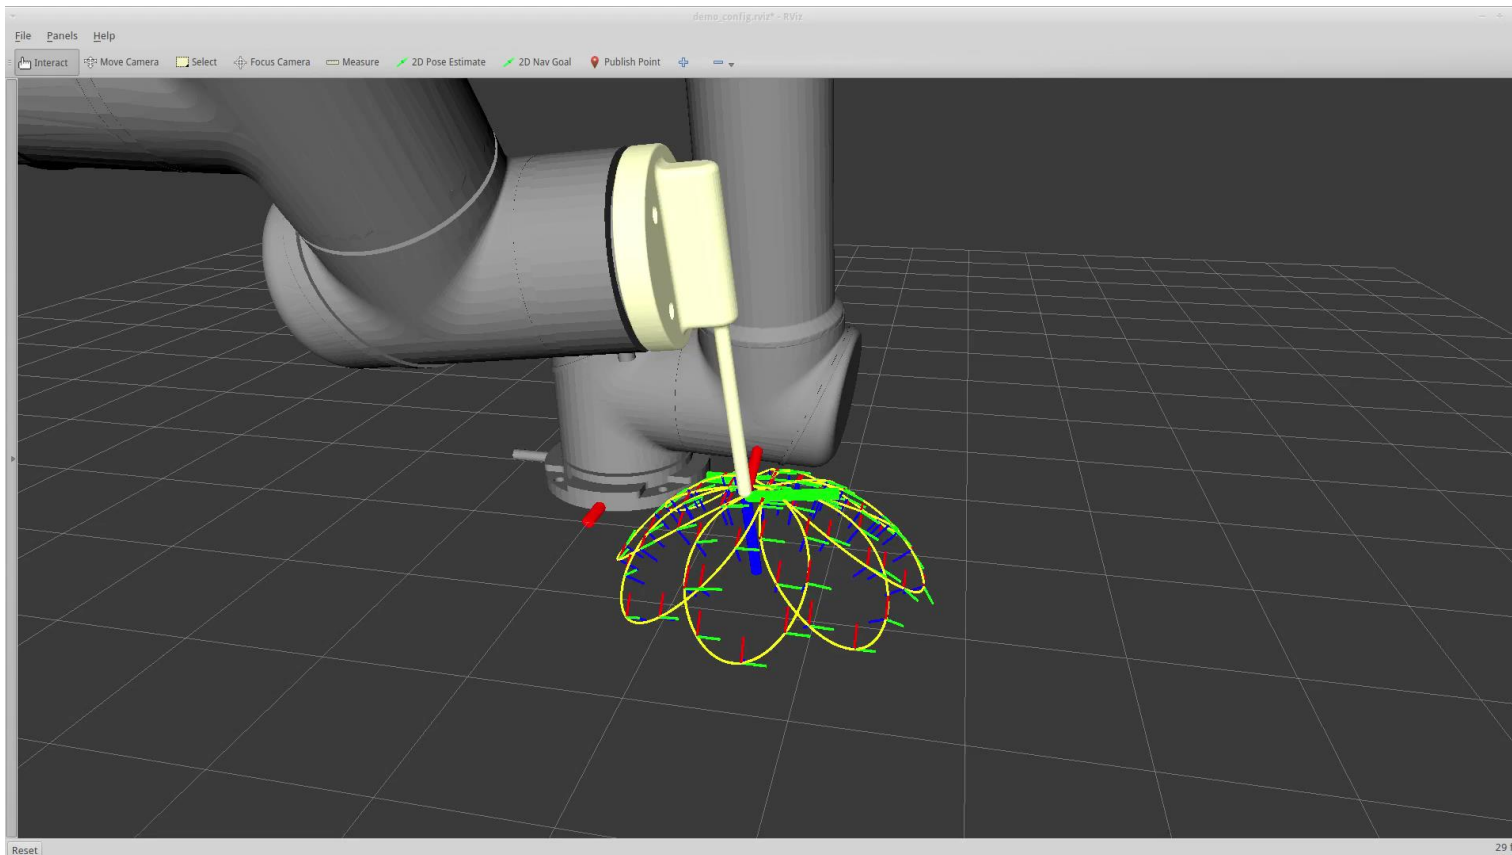 demo_config.rviz* - RViz
File Panels Help
Interact Move Camera Select Focus Camera Measure 2D Pose Estimate 2D Nav Goal Publish Point
Reset